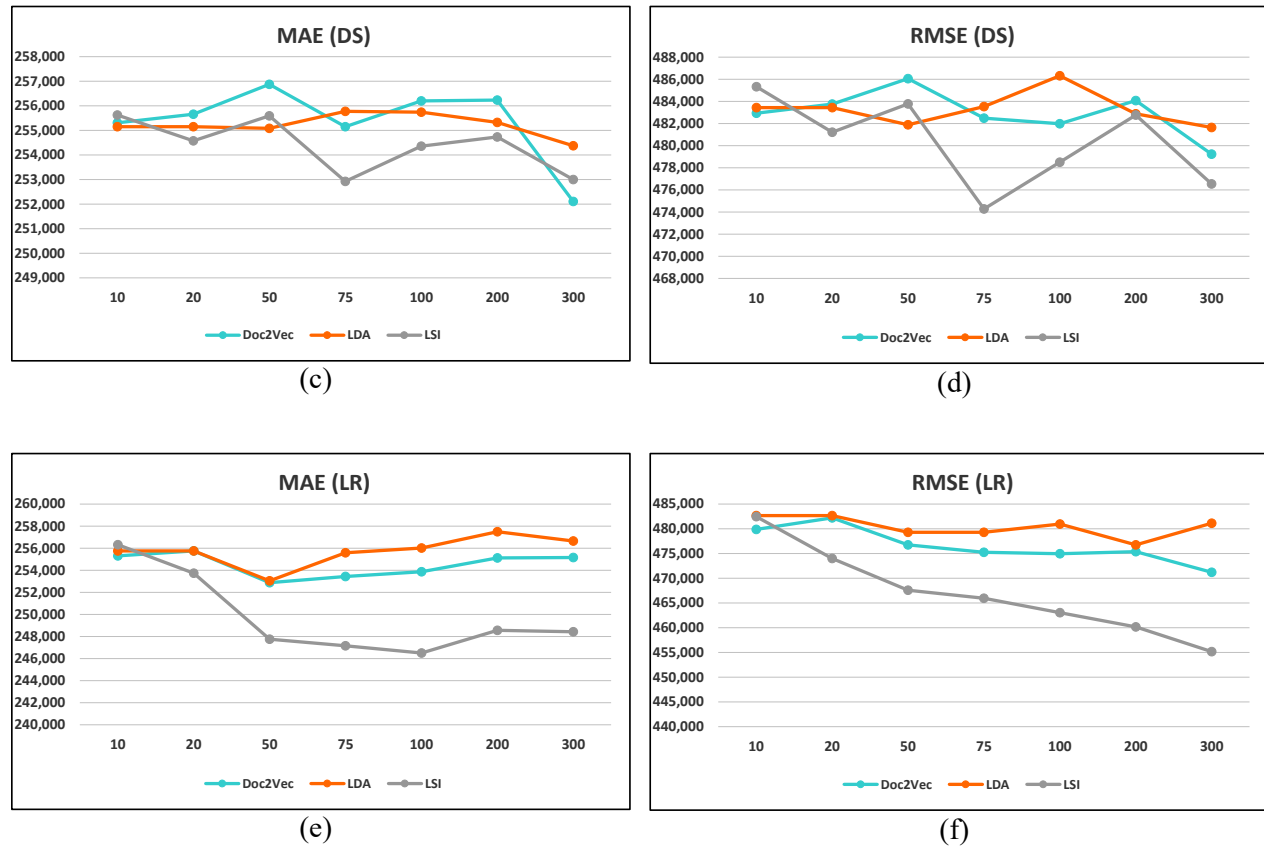 MAE (DS)
258,000
257,000
256,000
255,000
254,000
253,000
252,000
251,000
250,000
249,000
10 20 50 75 100 200 300
Doc2Vec LDA LSI
(c)
RMSE (DS)
488,000
486,000
484,000
482,000
480,000
478,000
476,000
474,000
472,000
470,000
468,000
10 20 50 75 100 200 300
Doc2Vec LDA LSI
(d)
MAE (LR)
260,000
258,000
256,000
254,000
252,000
250,000
248,000
246,000
244,000
242,000
240,000
10 20 50 75 100 200 300
Doc2Vec LDA LSI
(e)
RMSE (LR)
485,000
480,000
475,000
470,000
465,000
460,000
455,000
450,000
445,000
440,000
10 20 50 75 100 200 300
Doc2Vec LDA LSI
(f)